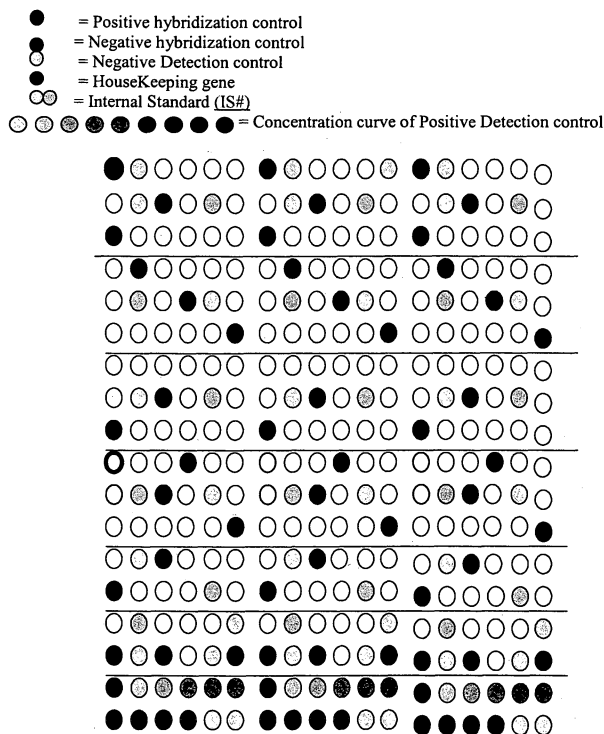 = Positive hybridization control
= Negative hybridization control
= Negative Detection control
= HouseKeeping gene
= Internal Standard (IS#)
= Concentration curve of Positive Detection control